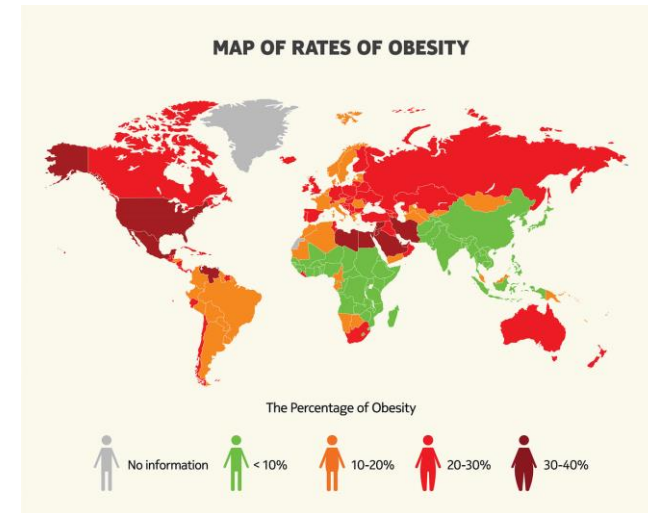 MAP OF RATES OF OBESITY
The Percentage of Obesity
No information
< 10%
10-20%
20-30%
30-40%